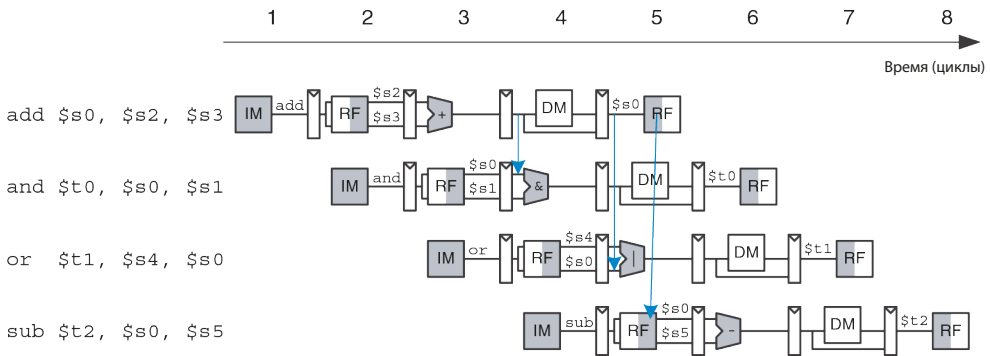 1 2 3 4 5 6 7 8
Время (циклы)
add $s0, $s2, $s3 IM add RF $s2 $s3 + DM $s0 RF
and $t0, $s0, $s1 IM and RF $s0 $s1 & DM $t0 RF
or $t1, $s4, $s0 IM or RF $s4 $s0 | DM $t1 RF
sub $t2, $s0, $s5 IM sub RF $s0 $s5 - DM $t2 RF